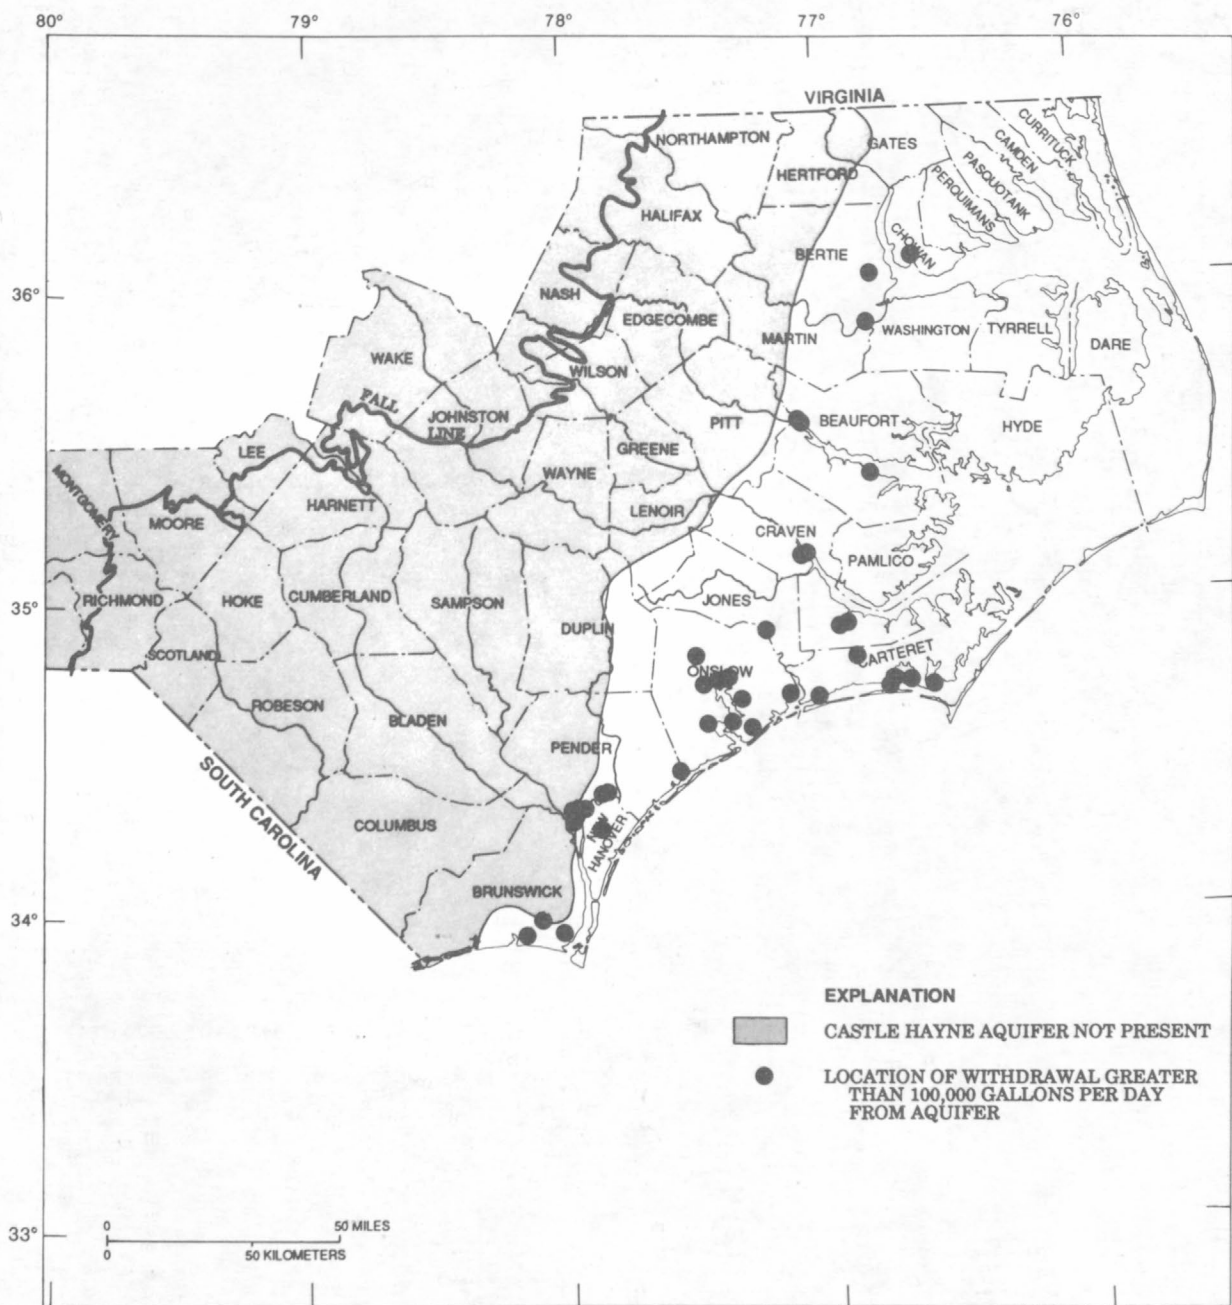 80°
79°
78°
77°
76°
VIRGINIA
NORTHAMPTON
GATES
CURRITUCK
CAMDEN
PASQUOTANK
PERQUIMANS
HERTFORD
HALIFAX
CHOWAN
BERTIE
36°
NASH
EDGECOMBE
MARTIN
WASHINGTON
TYRRELL
DARE
WAKE
WILSON
FALL
LINE
JOHNSTON
PITT
BEAUFORT
HYDE
LEE
GREENE
WAYNE
MONTGOMERY
MOORE
HARNETT
LENOIR
CRAVEN
PAMLICO
35°
RICHMOND
HOKE
CUMBERLAND
SAMPSON
JONES
DUPLIN
SCOTLAND
CARTERET
ONSLOW
ROBESON
BLADEN
PENDER
SOUTH CAROLINA
COLUMBUS
NEW
HANOVER
BRUNSWICK
34°
EXPLANATION
CASTLE HAYNE AQUIFER NOT PRESENT
LOCATION OF WITHDRAWAL GREATER
THAN 100,000 GALLONS PER DAY
FROM AQUIFER
33°
0
50 MILES
0
50 KILOMETERS